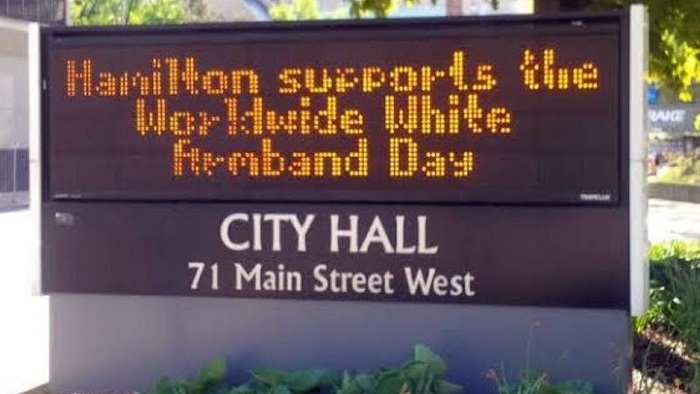 Hamilton supports the
Worldwide White
Armband Day
CITY HALL
71 Main Street West